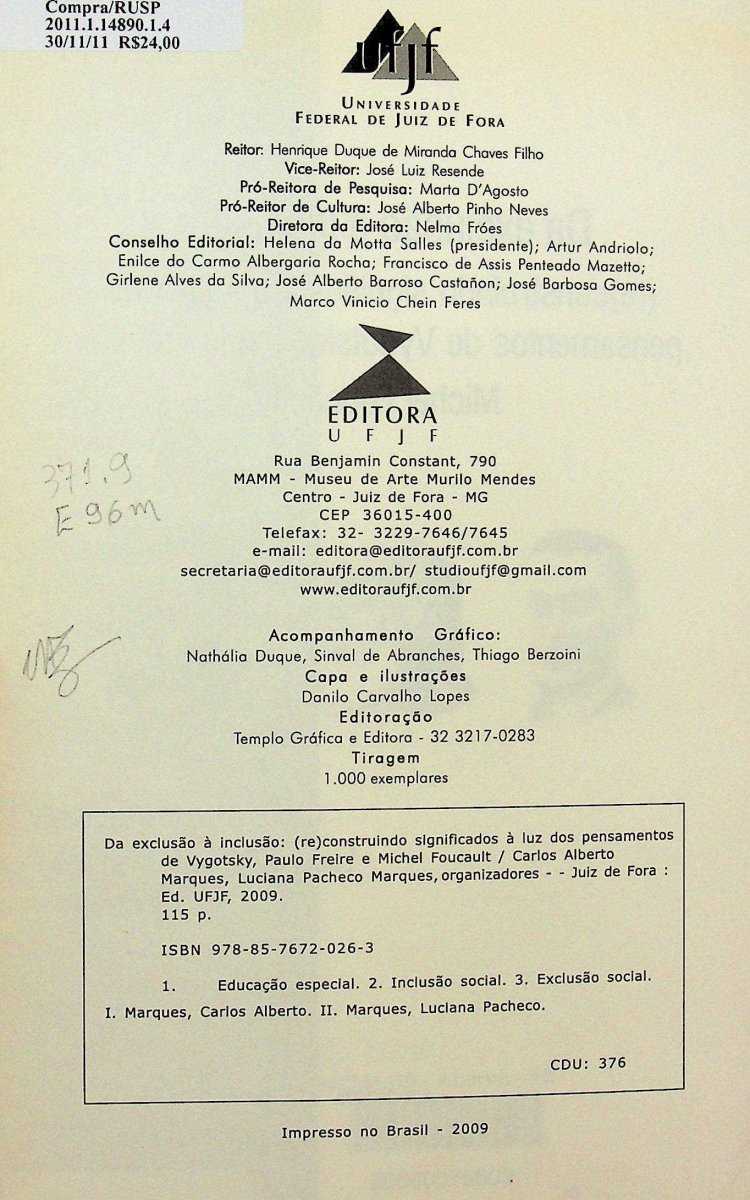 Compra/RUSP
2011.1.14890.1.4
30/11/11 R$24,00
ufjf
UNIVERSIDADE
FEDERAL DE JUIZ DE FORA
Reitor: Henrique Duque de Miranda Chaves Filho
Vice-Reitor: José Luiz Resende
Pró-Reitora de Pesquisa: Marta D'Agosto
Pró-Reitor de Cultura: José Alberto Pinho Neves
Diretora da Editora: Nelma Fróes
Conselho Editorial: Helena da Motta Salles (presidente); Artur Andriolo;
Enilce do Carmo Albergaria Rocha; Francisco de Assis Penteado Mazetto;
Girlene Alves da Silva; José Alberto Barroso Castañon; José Barbosa Gomes;
Marco Vinicio Chein Feres
EDITORA
UFJF
371.9
E96m
Rua Benjamin Constant, 790
MAMM - Museu de Arte Murilo Mendes
Centro - Juiz de Fora - MG
CEP 36015-400
Telefax: 32- 3229-7646/7645
e-mail: editora@editoraufjf.com.br
secretaria@editoraufjf.com.br/ studioufjf@gmail.com
www.editoraufjf.com.br
Acompanhamento Gráfico:
Nathália Duque, Sinval de Abranches, Thiago Berzoini
Capa e ilustrações
Danilo Carvalho Lopes
Editoração
Templo Gráfica e Editora - 32 3217-0283
Tiragem
1.000 exemplares
Da exclusão à inclusão: (re)construindo significados à luz dos pensamentos
de Vygotsky, Paulo Freire e Michel Foucault / Carlos Alberto
Marques, Luciana Pacheco Marques, organizadores - - Juiz de Fora :
Ed. UFJF, 2009.
115 p.
ISBN 978-85-7672-026-3
1. Educação especial. 2. Inclusão social. 3. Exclusão social.
I. Marques, Carlos Alberto. II. Marques, Luciana Pacheco.
CDU: 376
Impresso no Brasil - 2009